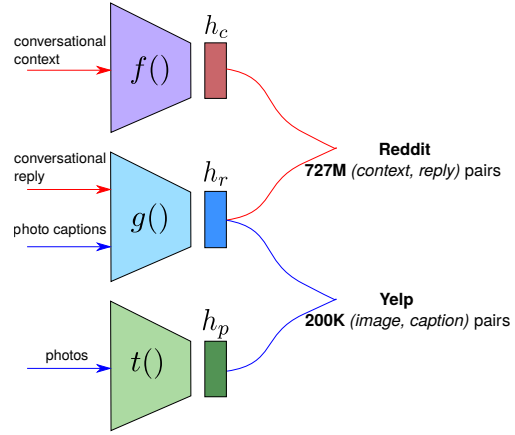 conversational
context
f()
h_c
conversational
reply
photo captions
g()
h_r
Reddit
727M (context, reply) pairs
photos
t()
h_p
Yelp
200K (image, caption) pairs